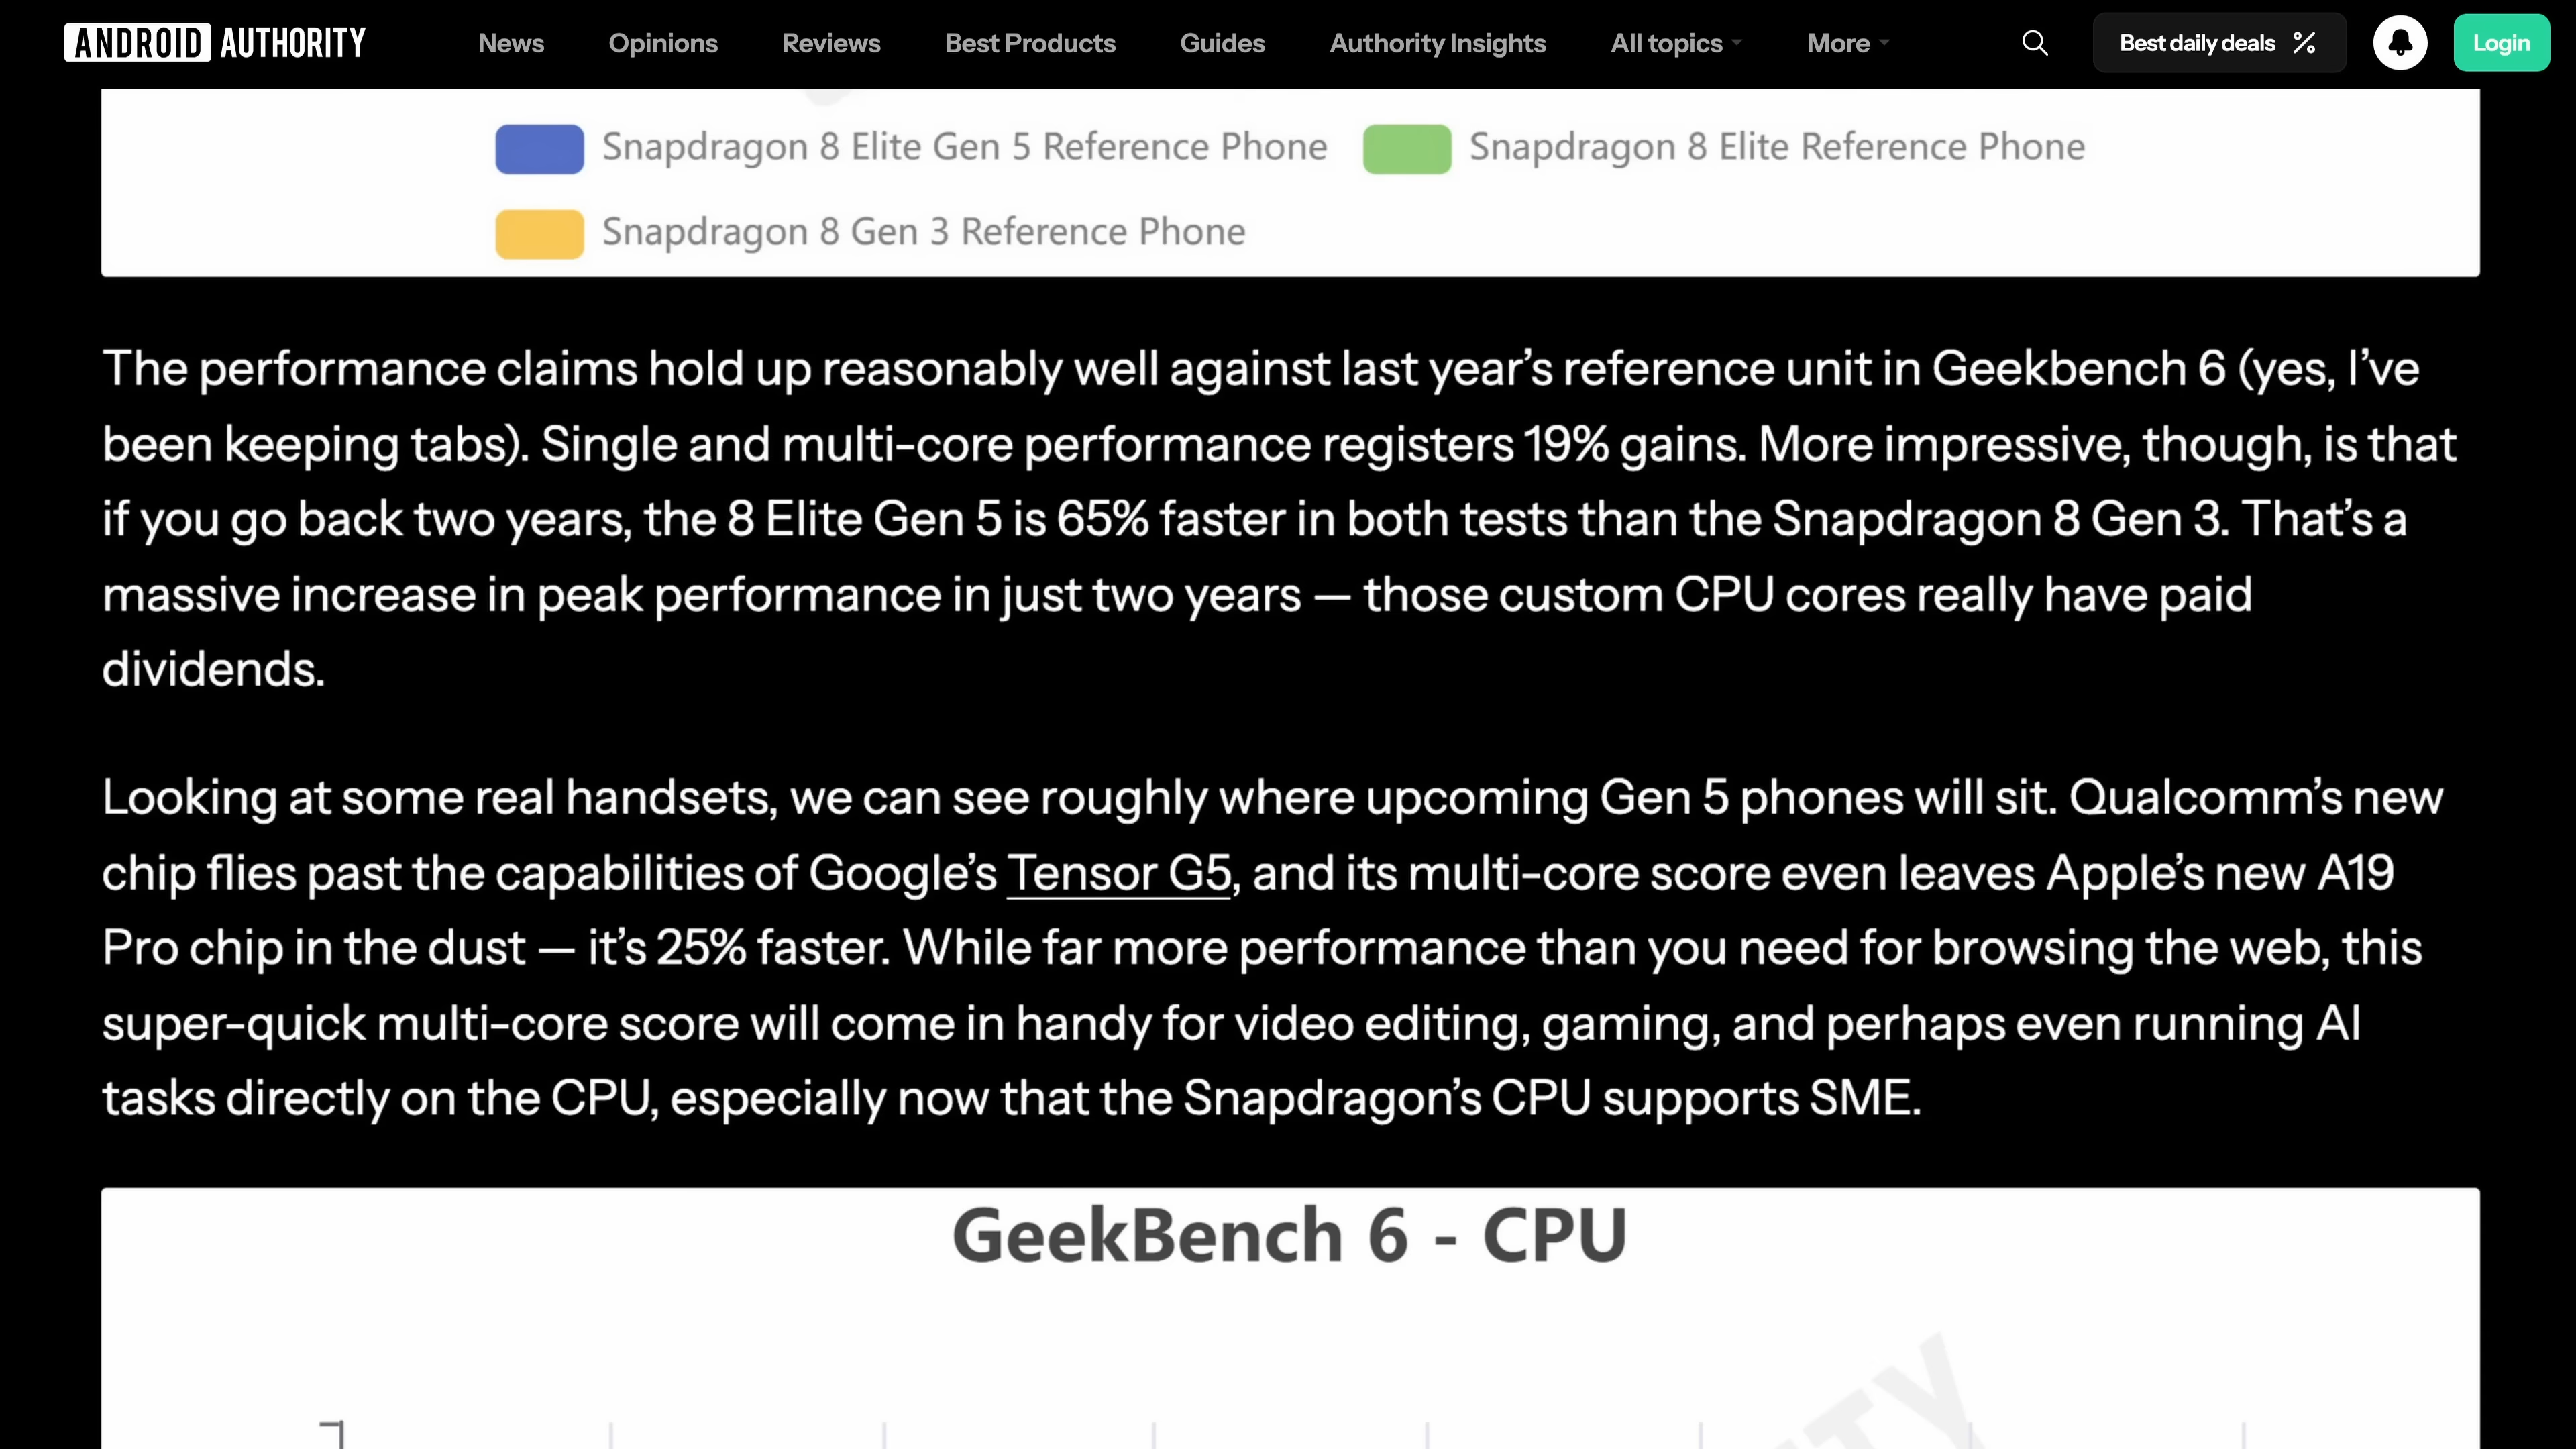 ANDROID AUTHORITY News Opinions Reviews Best Products Guides Authority Insights All topics More Best daily deals Login
Snapdragon 8 Elite Gen 5 Reference Phone Snapdragon 8 Elite Reference Phone
Snapdragon 8 Gen 3 Reference Phone
The performance claims hold up reasonably well against last year’s reference unit in Geekbench 6 (yes, I’ve
been keeping tabs). Single and multi-core performance registers 19% gains. More impressive, though, is that
if you go back two years, the 8 Elite Gen 5 is 65% faster in both tests than the Snapdragon 8 Gen 3. That’s a
massive increase in peak performance in just two years — those custom CPU cores really have paid
dividends.
Looking at some real handsets, we can see roughly where upcoming Gen 5 phones will sit. Qualcomm’s new
chip flies past the capabilities of Google’s Tensor G5, and its multi-core score even leaves Apple’s new A19
Pro chip in the dust — it’s 25% faster. While far more performance than you need for browsing the web, this
super-quick multi-core score will come in handy for video editing, gaming, and perhaps even running AI
tasks directly on the CPU, especially now that the Snapdragon’s CPU supports SME.
GeekBench 6 - CPU